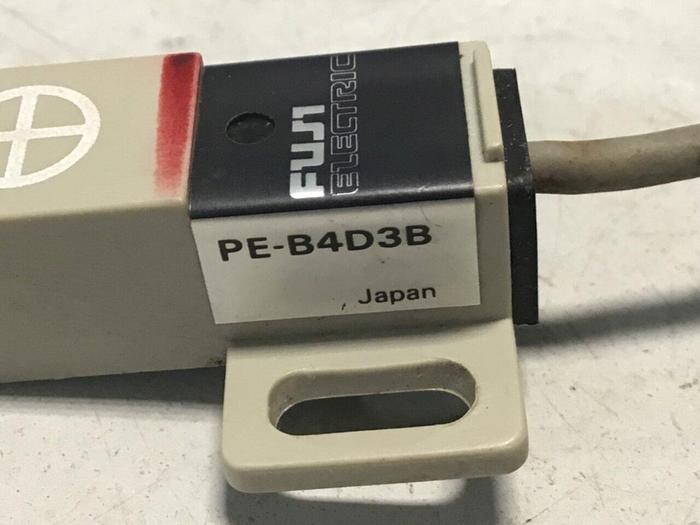 FUJI
ELECTRIC
PE-B4D3B
Japan